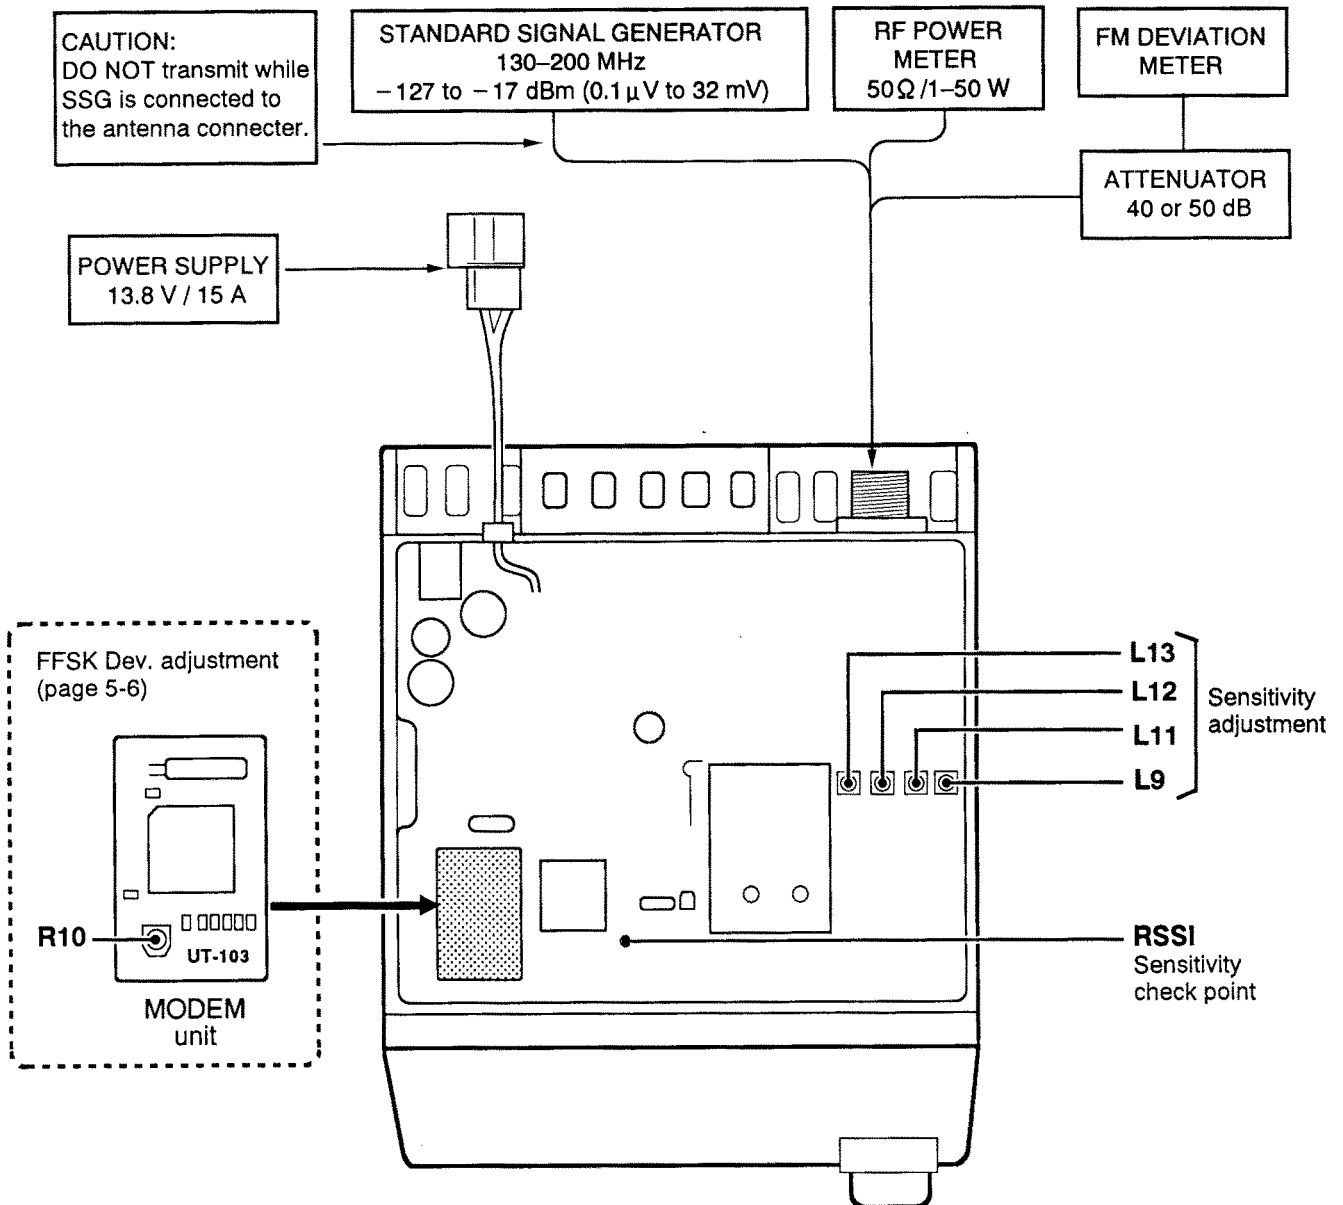 CAUTION:
DO NOT transmit while
SSG is connected to
the antenna connecter.
STANDARD SIGNAL GENERATOR
130–200 MHz
−127 to −17 dBm (0.1 μV to 32 mV)
RF POWER
METER
50Ω/1–50 W
FM DEVIATION
METER
ATTENUATOR
40 or 50 dB
POWER SUPPLY
13.8 V / 15 A
FFSK Dev. adjustment
(page 5-6)
R10
UT-103
MODEM
unit
L13
L12
L11
L9
Sensitivity
adjustment
RSSI
Sensitivity
check point